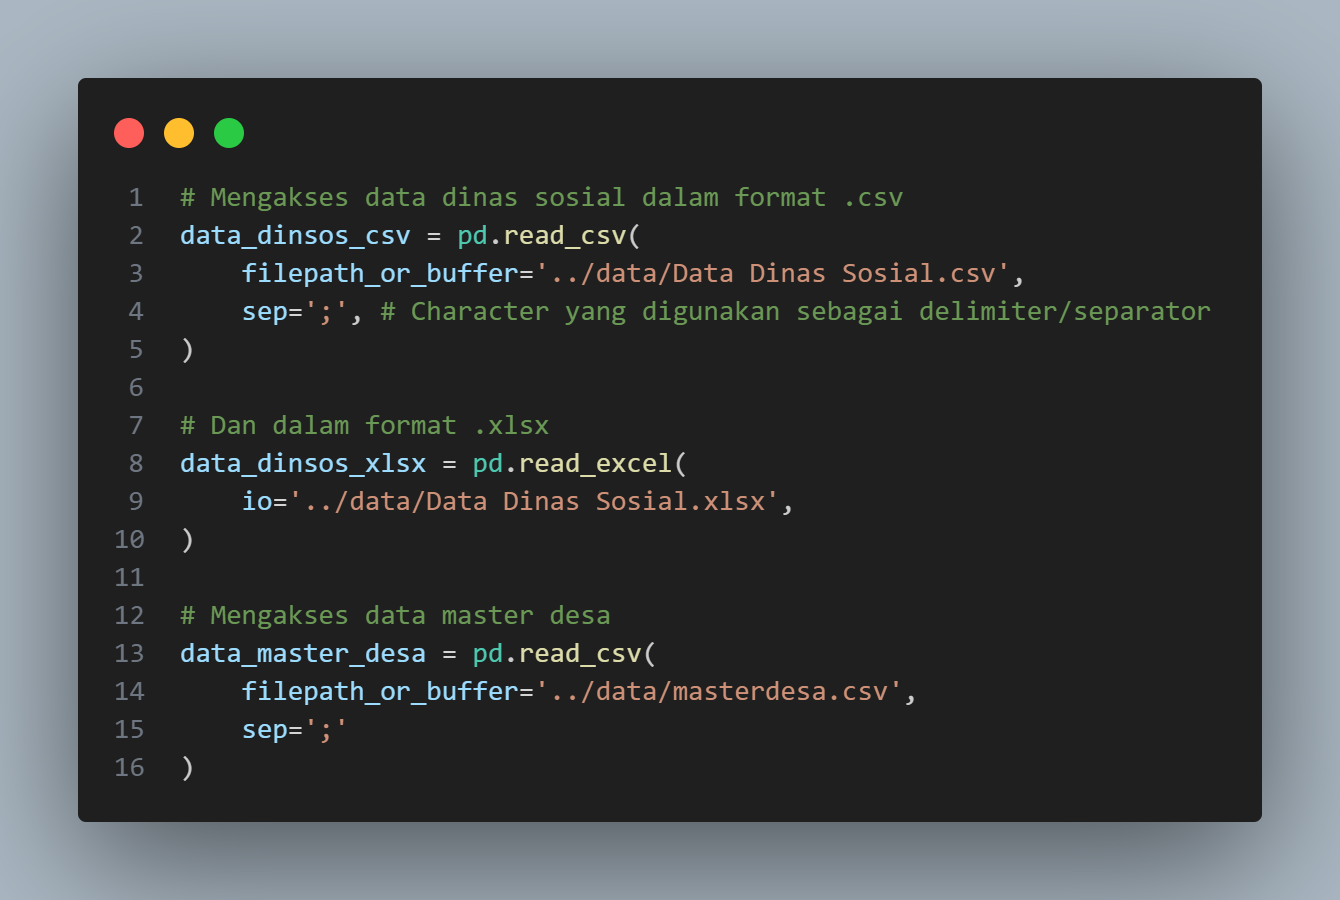 1 # Mengakses data dinas sosial dalam format .csv
2 data_dinsos_csv = pd.read_csv(
3     filepath_or_buffer='../data/Data Dinas Sosial.csv',
4     sep=';', # Character yang digunakan sebagai delimiter/separator
5 )
6
7 # Dan dalam format .xlsx
8 data_dinsos_xlsx = pd.read_excel(
9     io='../data/Data Dinas Sosial.xlsx',
10 )
11
12 # Mengakses data master desa
13 data_master_desa = pd.read_csv(
14     filepath_or_buffer='../data/masterdesa.csv',
15     sep=';'
16 )